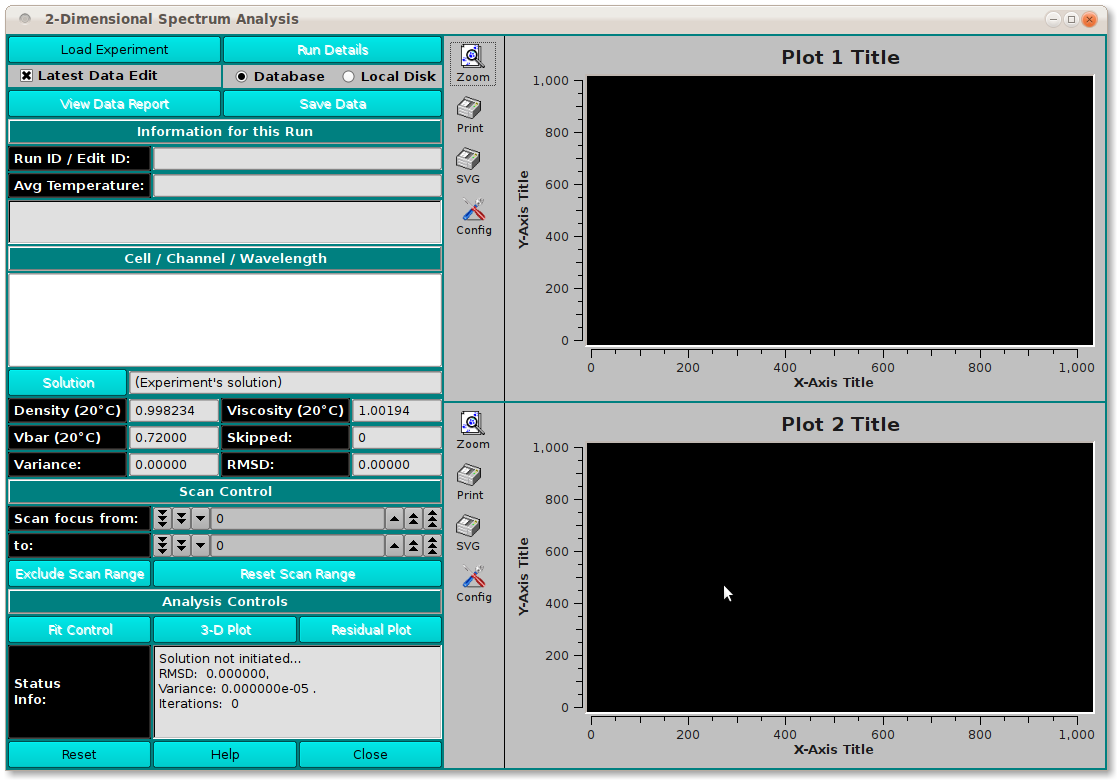 2-Dimensional Spectrum Analysis
Load Experiment
Run Details
Latest Data Edit
Database
Local Disk
View Data Report
Save Data
Information for this Run
Run ID / Edit ID:
Avg Temperature:
Cell / Channel / Wavelength
Solution
(Experiment's solution)
Density (20°C)
0.998234
Viscosity (20°C)
1.00194
Vbar (20°C)
0.72000
Skipped:
0
Variance:
0.00000
RMSD:
0.00000
Scan Control
Scan focus from:
0
to:
0
Exclude Scan Range
Reset Scan Range
Analysis Controls
Fit Control
3-D Plot
Residual Plot
Status
Info:
Solution not initiated...
RMSD:  0.000000,
Variance: 0.000000e-05 .
Iterations:  0
Reset
Help
Close
Zoom
Print
SVG
Config
Plot 1 Title
Y-Axis Title
1,000
800
600
400
200
0
0
200
400
600
800
1,000
X-Axis Title
Zoom
Print
SVG
Config
Plot 2 Title
Y-Axis Title
1,000
800
600
400
200
0
0
200
400
600
800
1,000
X-Axis Title